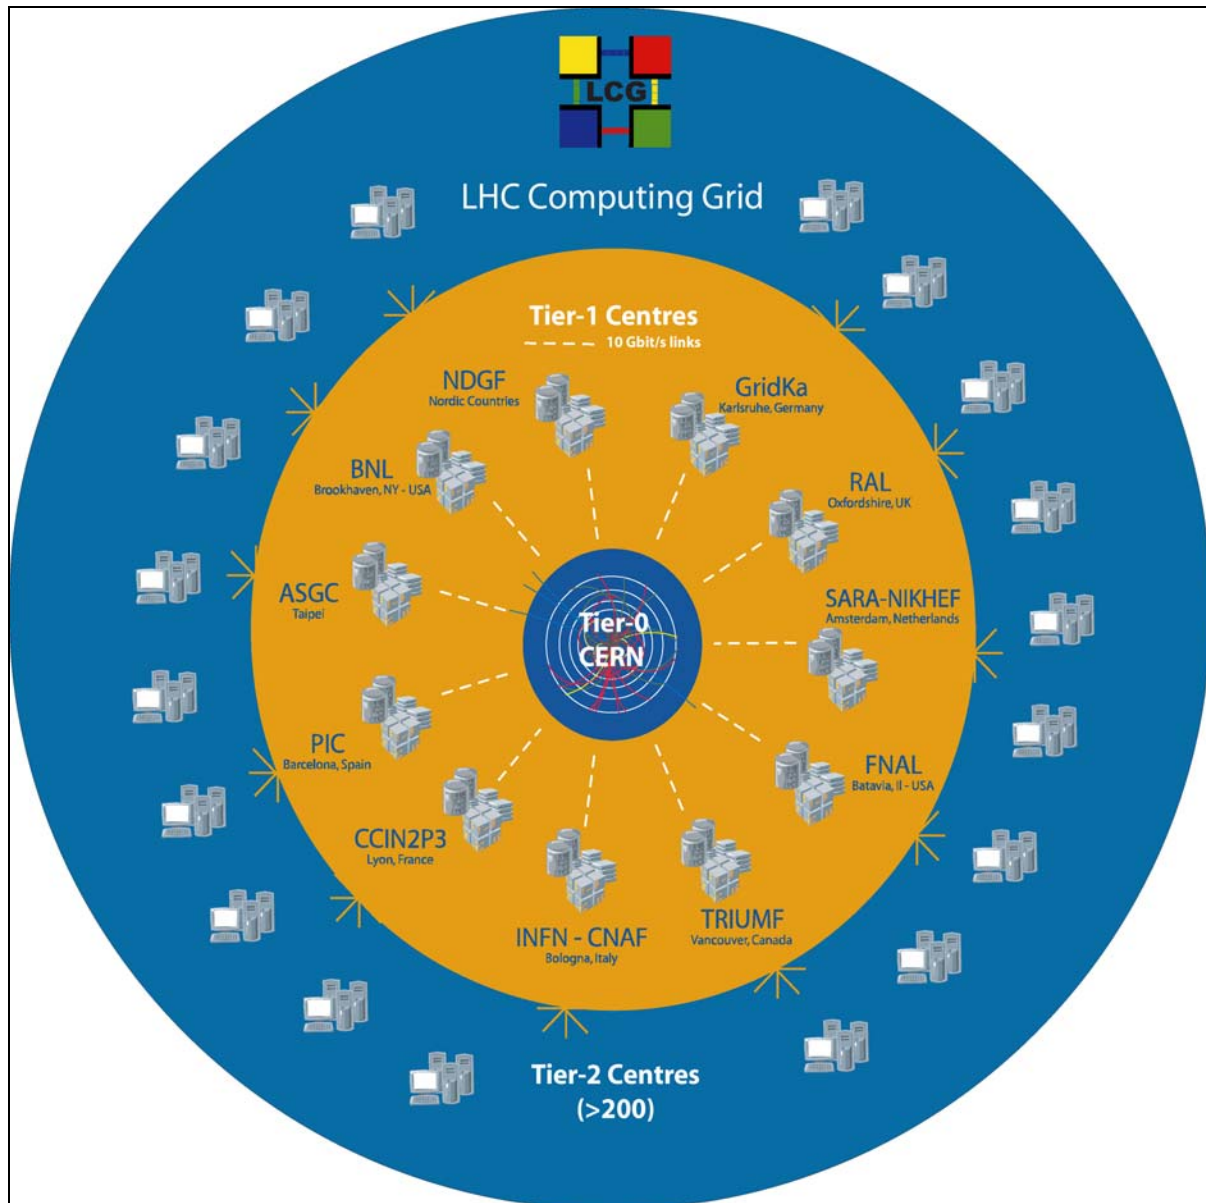 LCG
LHC Computing Grid
Tier-1 Centres
10 Gbit/s links
NDGF
Nordic Countries
GridKa
Karlsruhe, Germany
BNL
Brookhaven, NY - USA
RAL
Oxfordshire, UK
ASGC
Taipei
SARA-NIKHEF
Amsterdam, Netherlands
Tier-0
CERN
PIC
Barcelona, Spain
FNAL
Batavia, Il - USA
CCIN2P3
Lyon, France
TRIUMF
Vancouver, Canada
INFN - CNAF
Bologna, Italy
Tier-2 Centres
(>200)